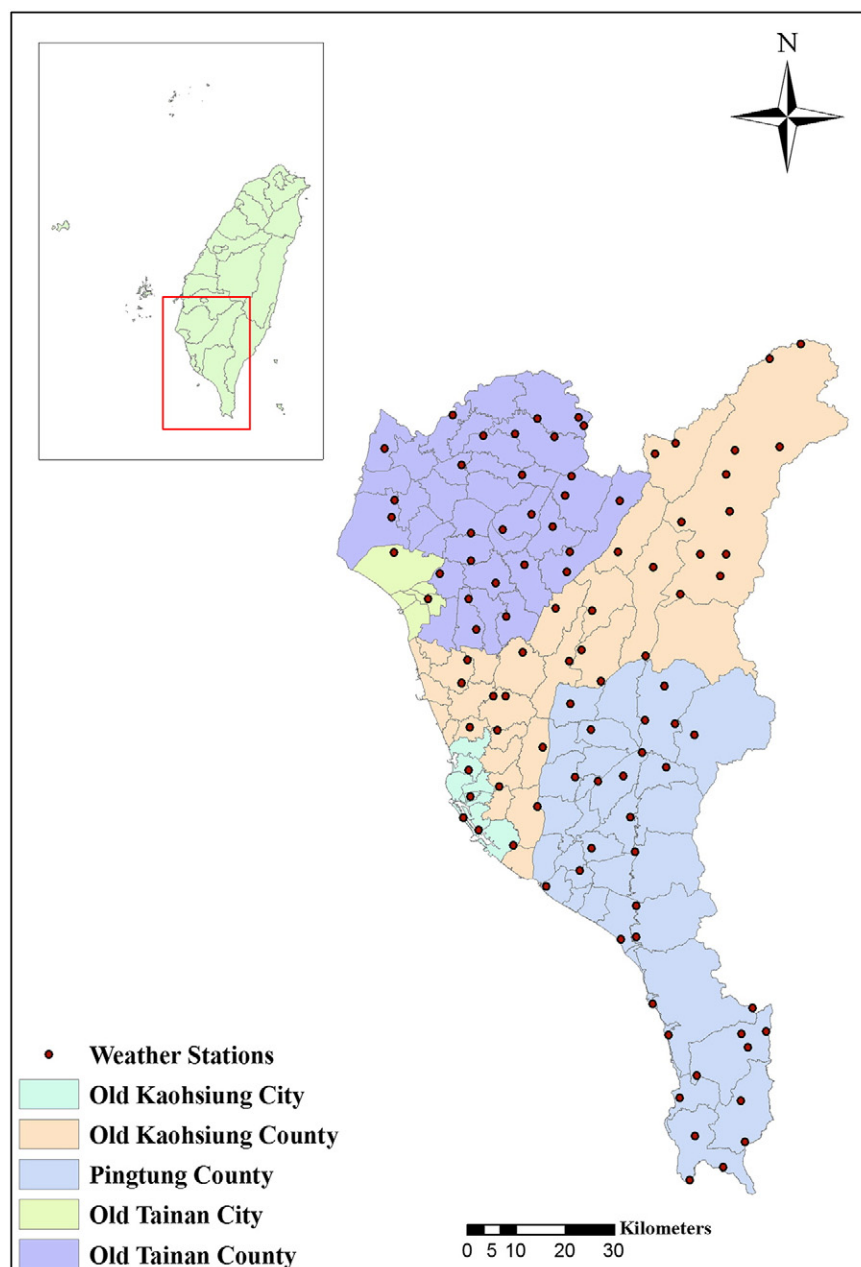 N
Weather Stations
Old Kaohsiung City
Old Kaohsiung County
Pingtung County
Old Tainan City
Old Tainan County
Kilometers
0 5 10 20 30